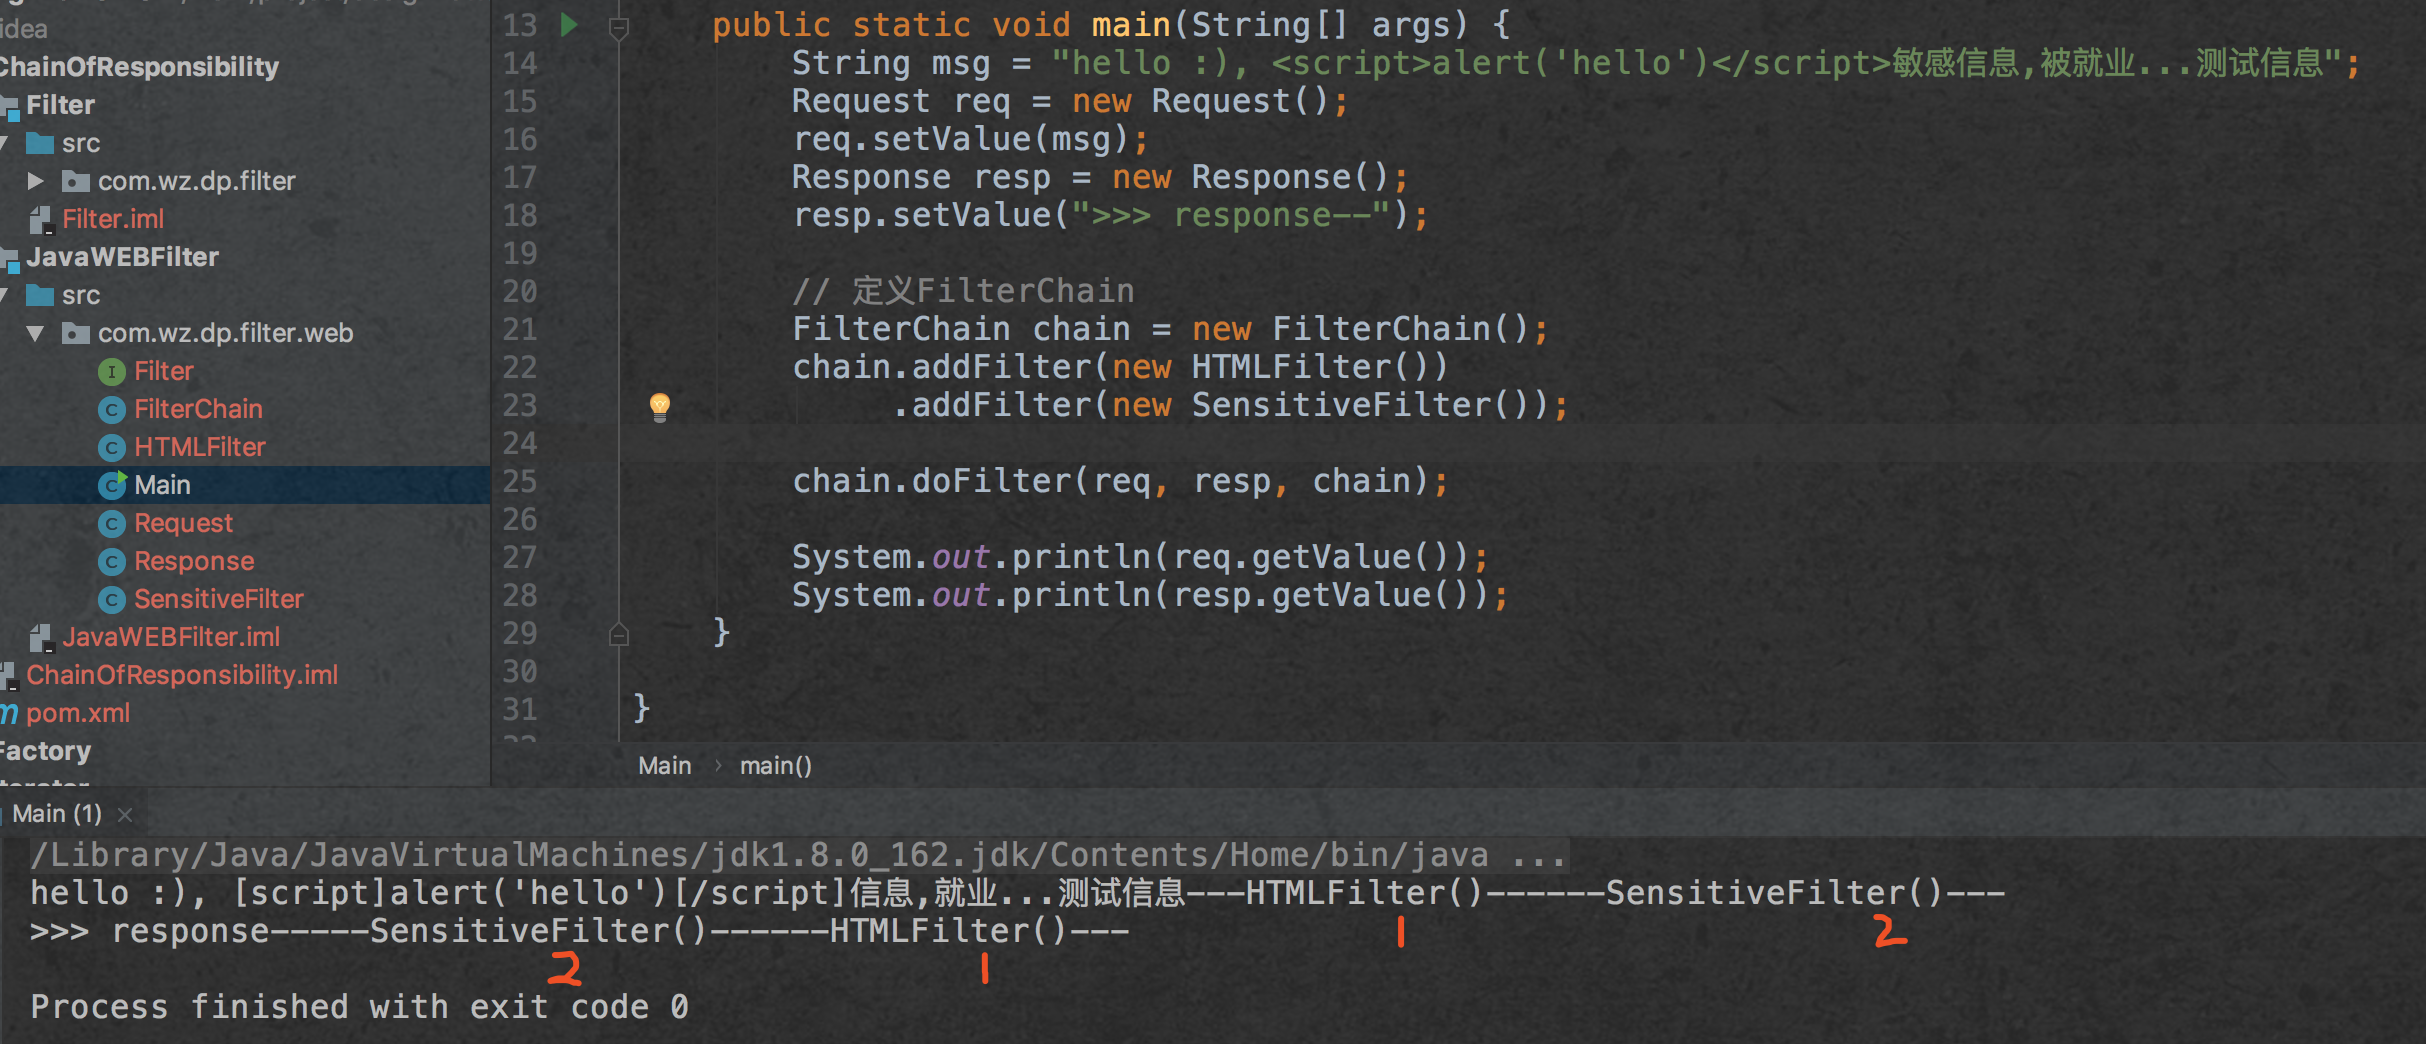 idea
ChainOfResponsibility
Filter
src
com.wz.dp.filter
Filter.iml
JavaWEBFilter
src
com.wz.dp.filter.web
Filter
FilterChain
HTMLFilter
Main
Request
Response
SensitiveFilter
JavaWEBFilter.iml
ChainOfResponsibility.iml
pom.xml
Factory
13 public static void main(String[] args) {
14 String msg = "hello :), <script>alert('hello')</script>敏感信息,被就业...测试信息";
15 Request req = new Request();
16 req.setValue(msg);
17 Response resp = new Response();
18 resp.setValue(">>> response--");
19
20 // 定义FilterChain
21 FilterChain chain = new FilterChain();
22 chain.addFilter(new HTMLFilter())
23 .addFilter(new SensitiveFilter());
24
25 chain.doFilter(req, resp, chain);
26
27 System.out.println(req.getValue());
28 System.out.println(resp.getValue());
29 }
30
31 }
Main › main()
Main (1)
/Library/Java/JavaVirtualMachines/jdk1.8.0_162.jdk/Contents/Home/bin/java ...
hello :), [script]alert('hello')[/script]信息,就业...测试信息---HTMLFilter()------SensitiveFilter()---
>>> response-----SensitiveFilter()------HTMLFilter()---
1 2
2 1
Process finished with exit code 0